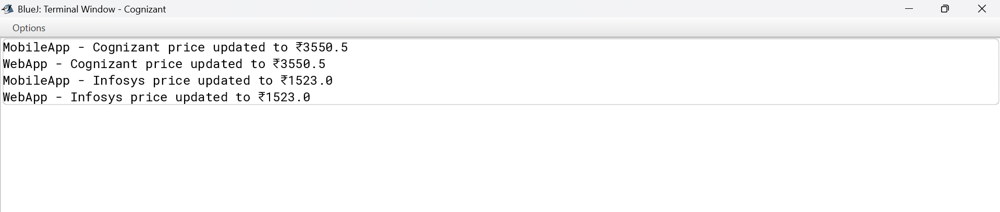 BlueJ: Terminal Window - Cognizant
Options
MobileApp - Cognizant price updated to ₹3550.5
WebApp - Cognizant price updated to ₹3550.5
MobileApp - Infosys price updated to ₹1523.0
WebApp - Infosys price updated to ₹1523.0